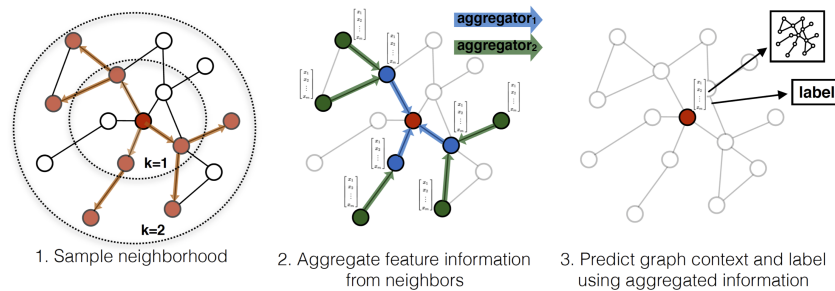 aggregator₁
aggregator₂
label
k=1
k=2
1. Sample neighborhood
2. Aggregate feature information
from neighbors
3. Predict graph context and label
using aggregated information